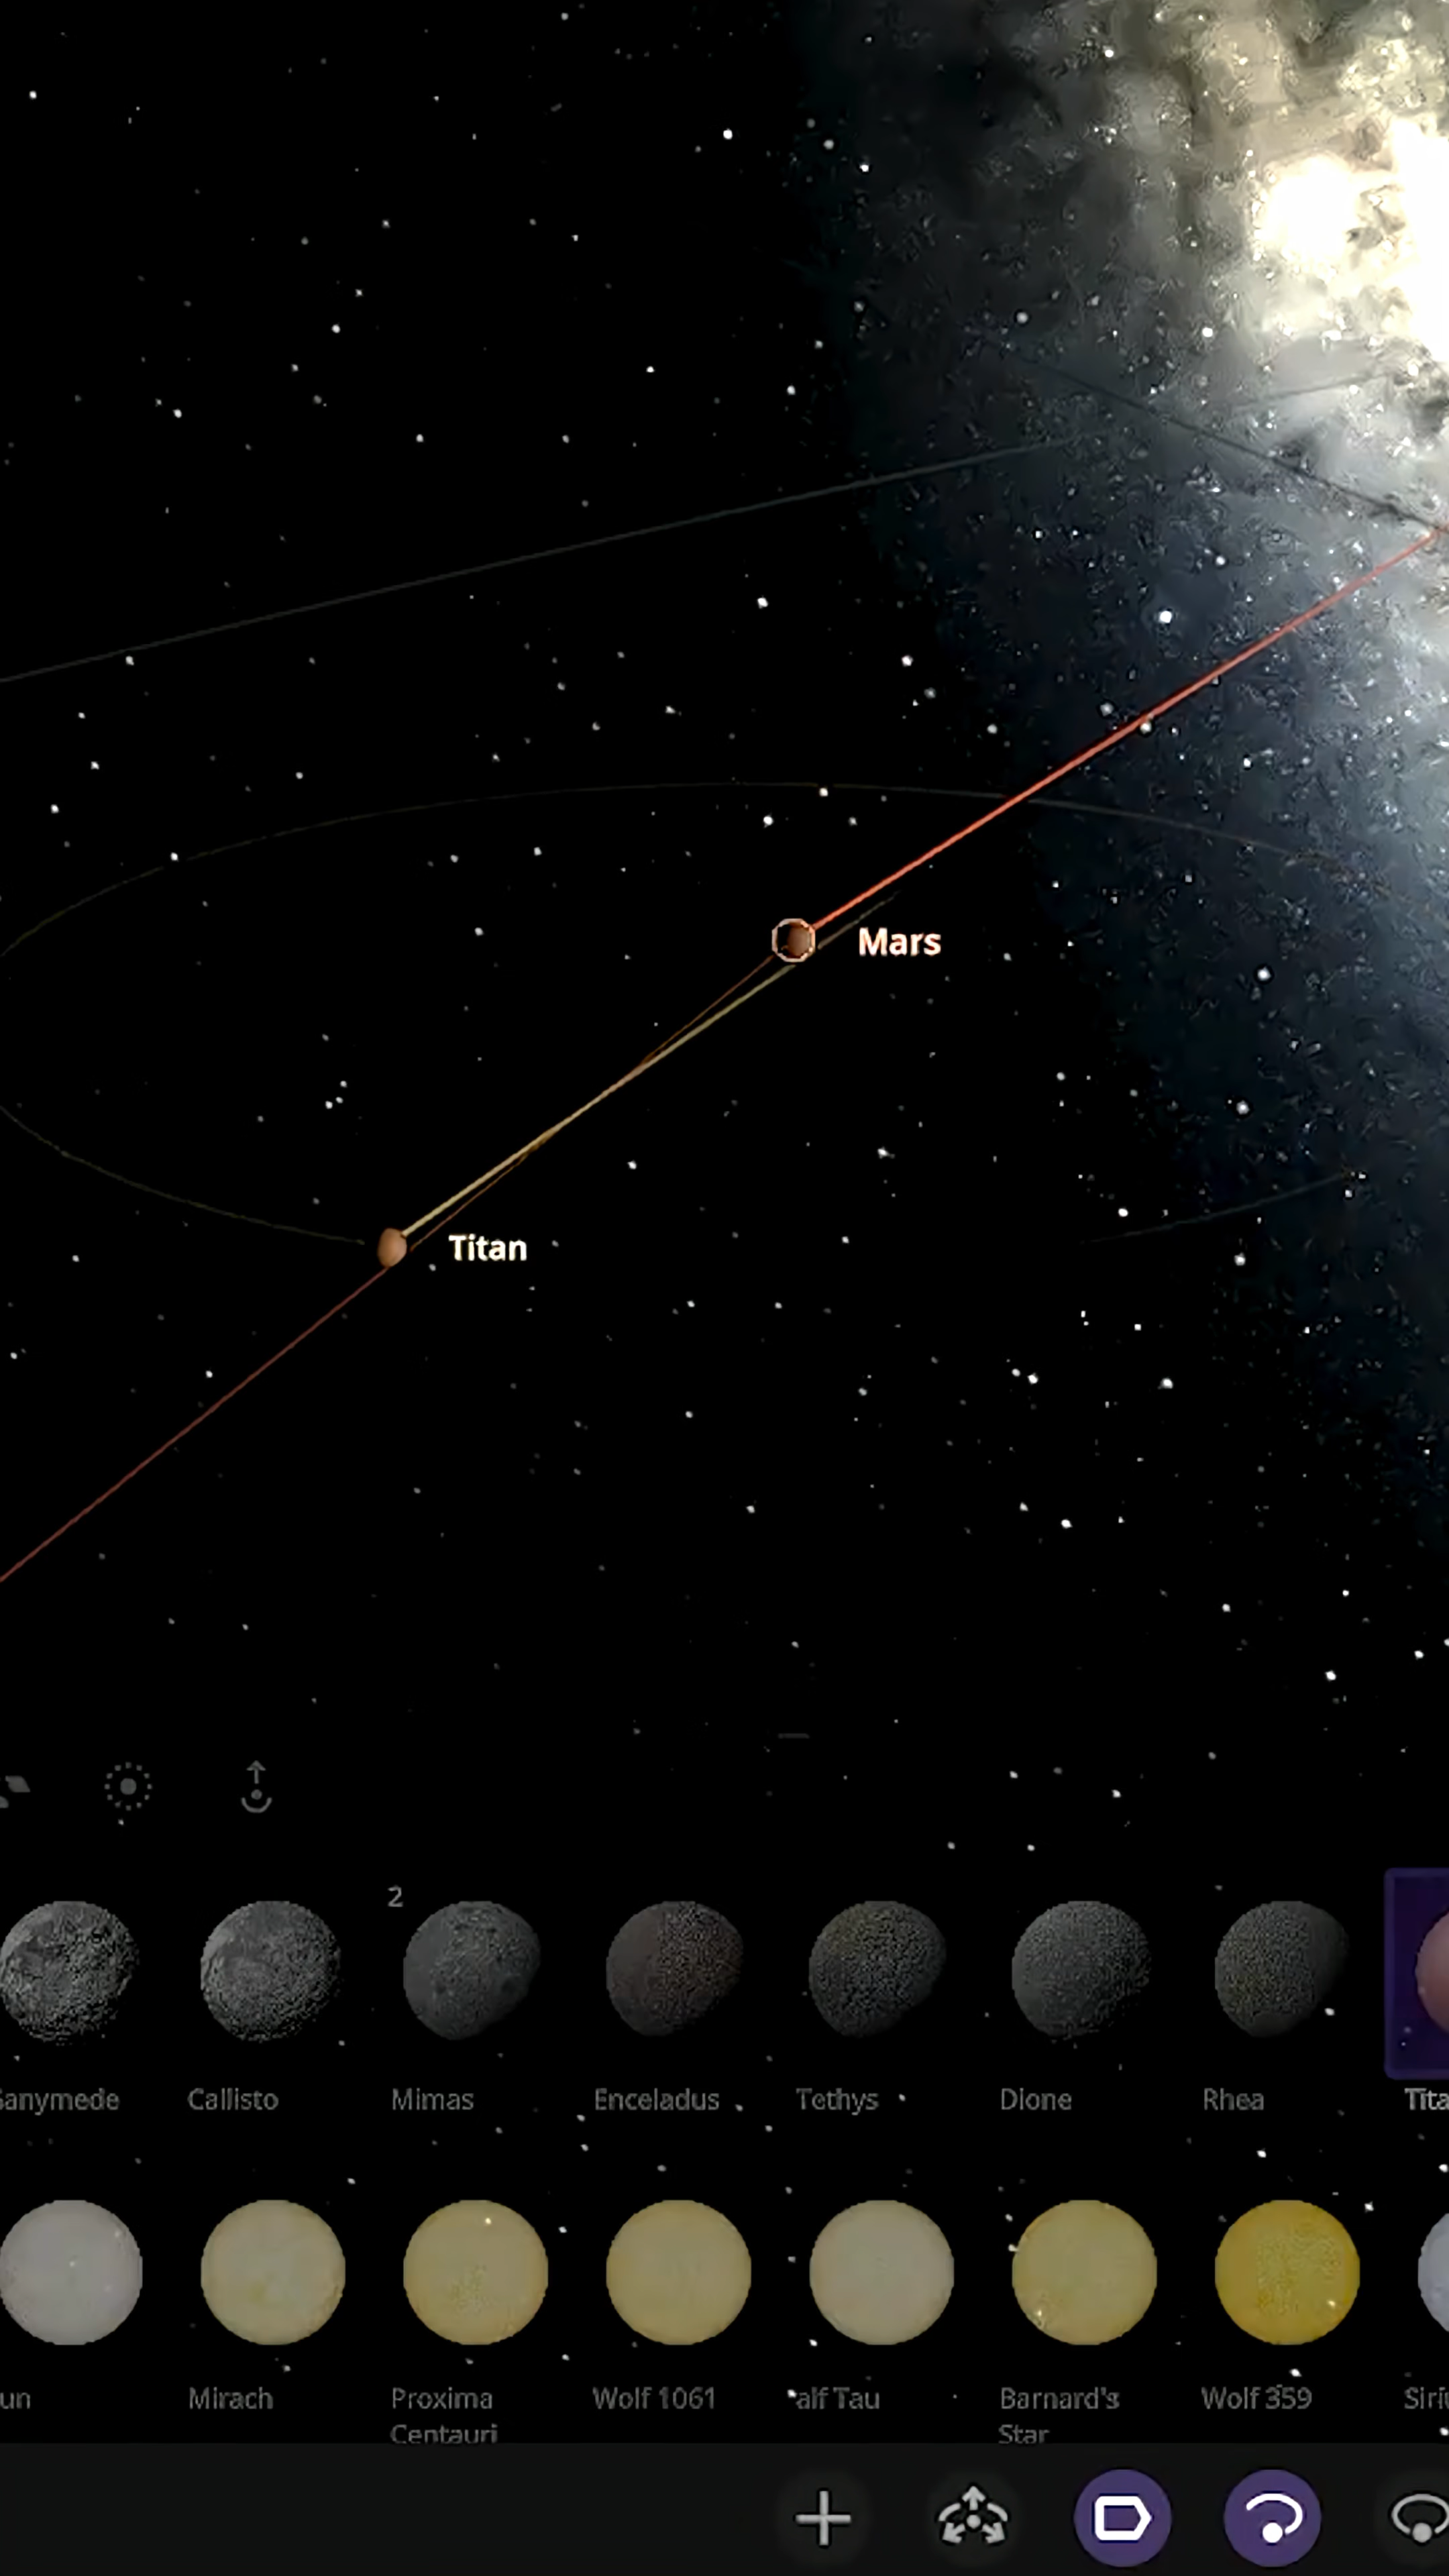 Mars
Titan
2
Ganymede Callisto Mimas Enceladus Tethys Dione Rhea
Mirach Proxima Wolf 1061 alf Tau Barnard's Wolf 359
Centauri Star